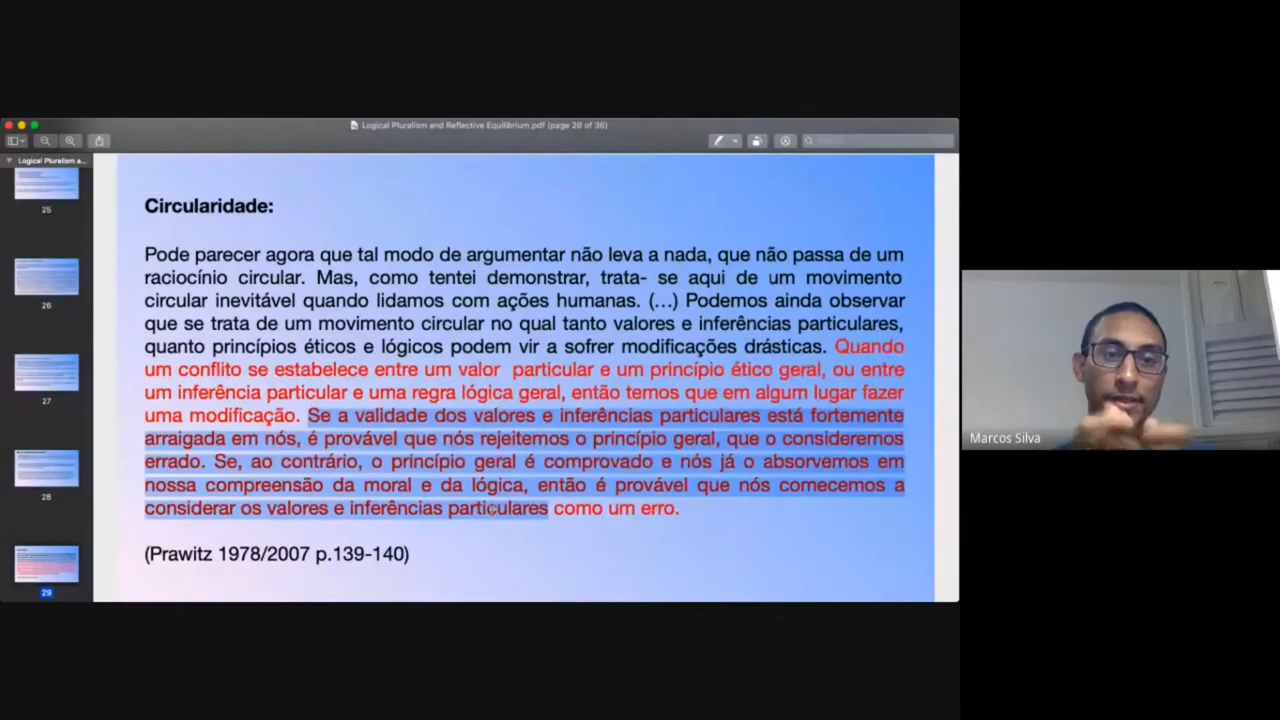 Logical Pluralism and Reflective Equilibrium.pdf (page 29 of 36)
Logical Pluralism a...
25
26
27
28
29
Circularidade:
Pode parecer agora que tal modo de argumentar não leva a nada, que não passa de um
raciocínio circular. Mas, como tentei demonstrar, trata- se aqui de um movimento
circular inevitável quando lidamos com ações humanas. (…) Podemos ainda observar
que se trata de um movimento circular no qual tanto valores e inferências particulares,
quanto princípios éticos e lógicos podem vir a sofrer modificações drásticas. Quando
um conflito se estabelece entre um valor particular e um princípio ético geral, ou entre
um inferência particular e uma regra lógica geral, então temos que em algum lugar fazer
uma modificação. Se a validade dos valores e inferências particulares está fortemente
arraigada em nós, é provável que nós rejeitemos o princípio geral, que o consideremos
errado. Se, ao contrário, o princípio geral é comprovado e nós já o absorvemos em
nossa compreensão da moral e da lógica, então é provável que nós comecemos a
considerar os valores e inferências particulares como um erro.
(Prawitz 1978/2007 p.139-140)
Marcos Silva